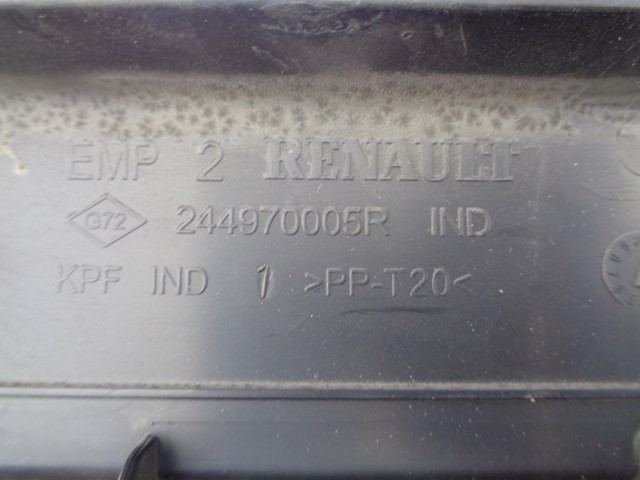 EMP 2 RENAULT
G72 244970005R IND
KPF IND 1 >PP-T20<